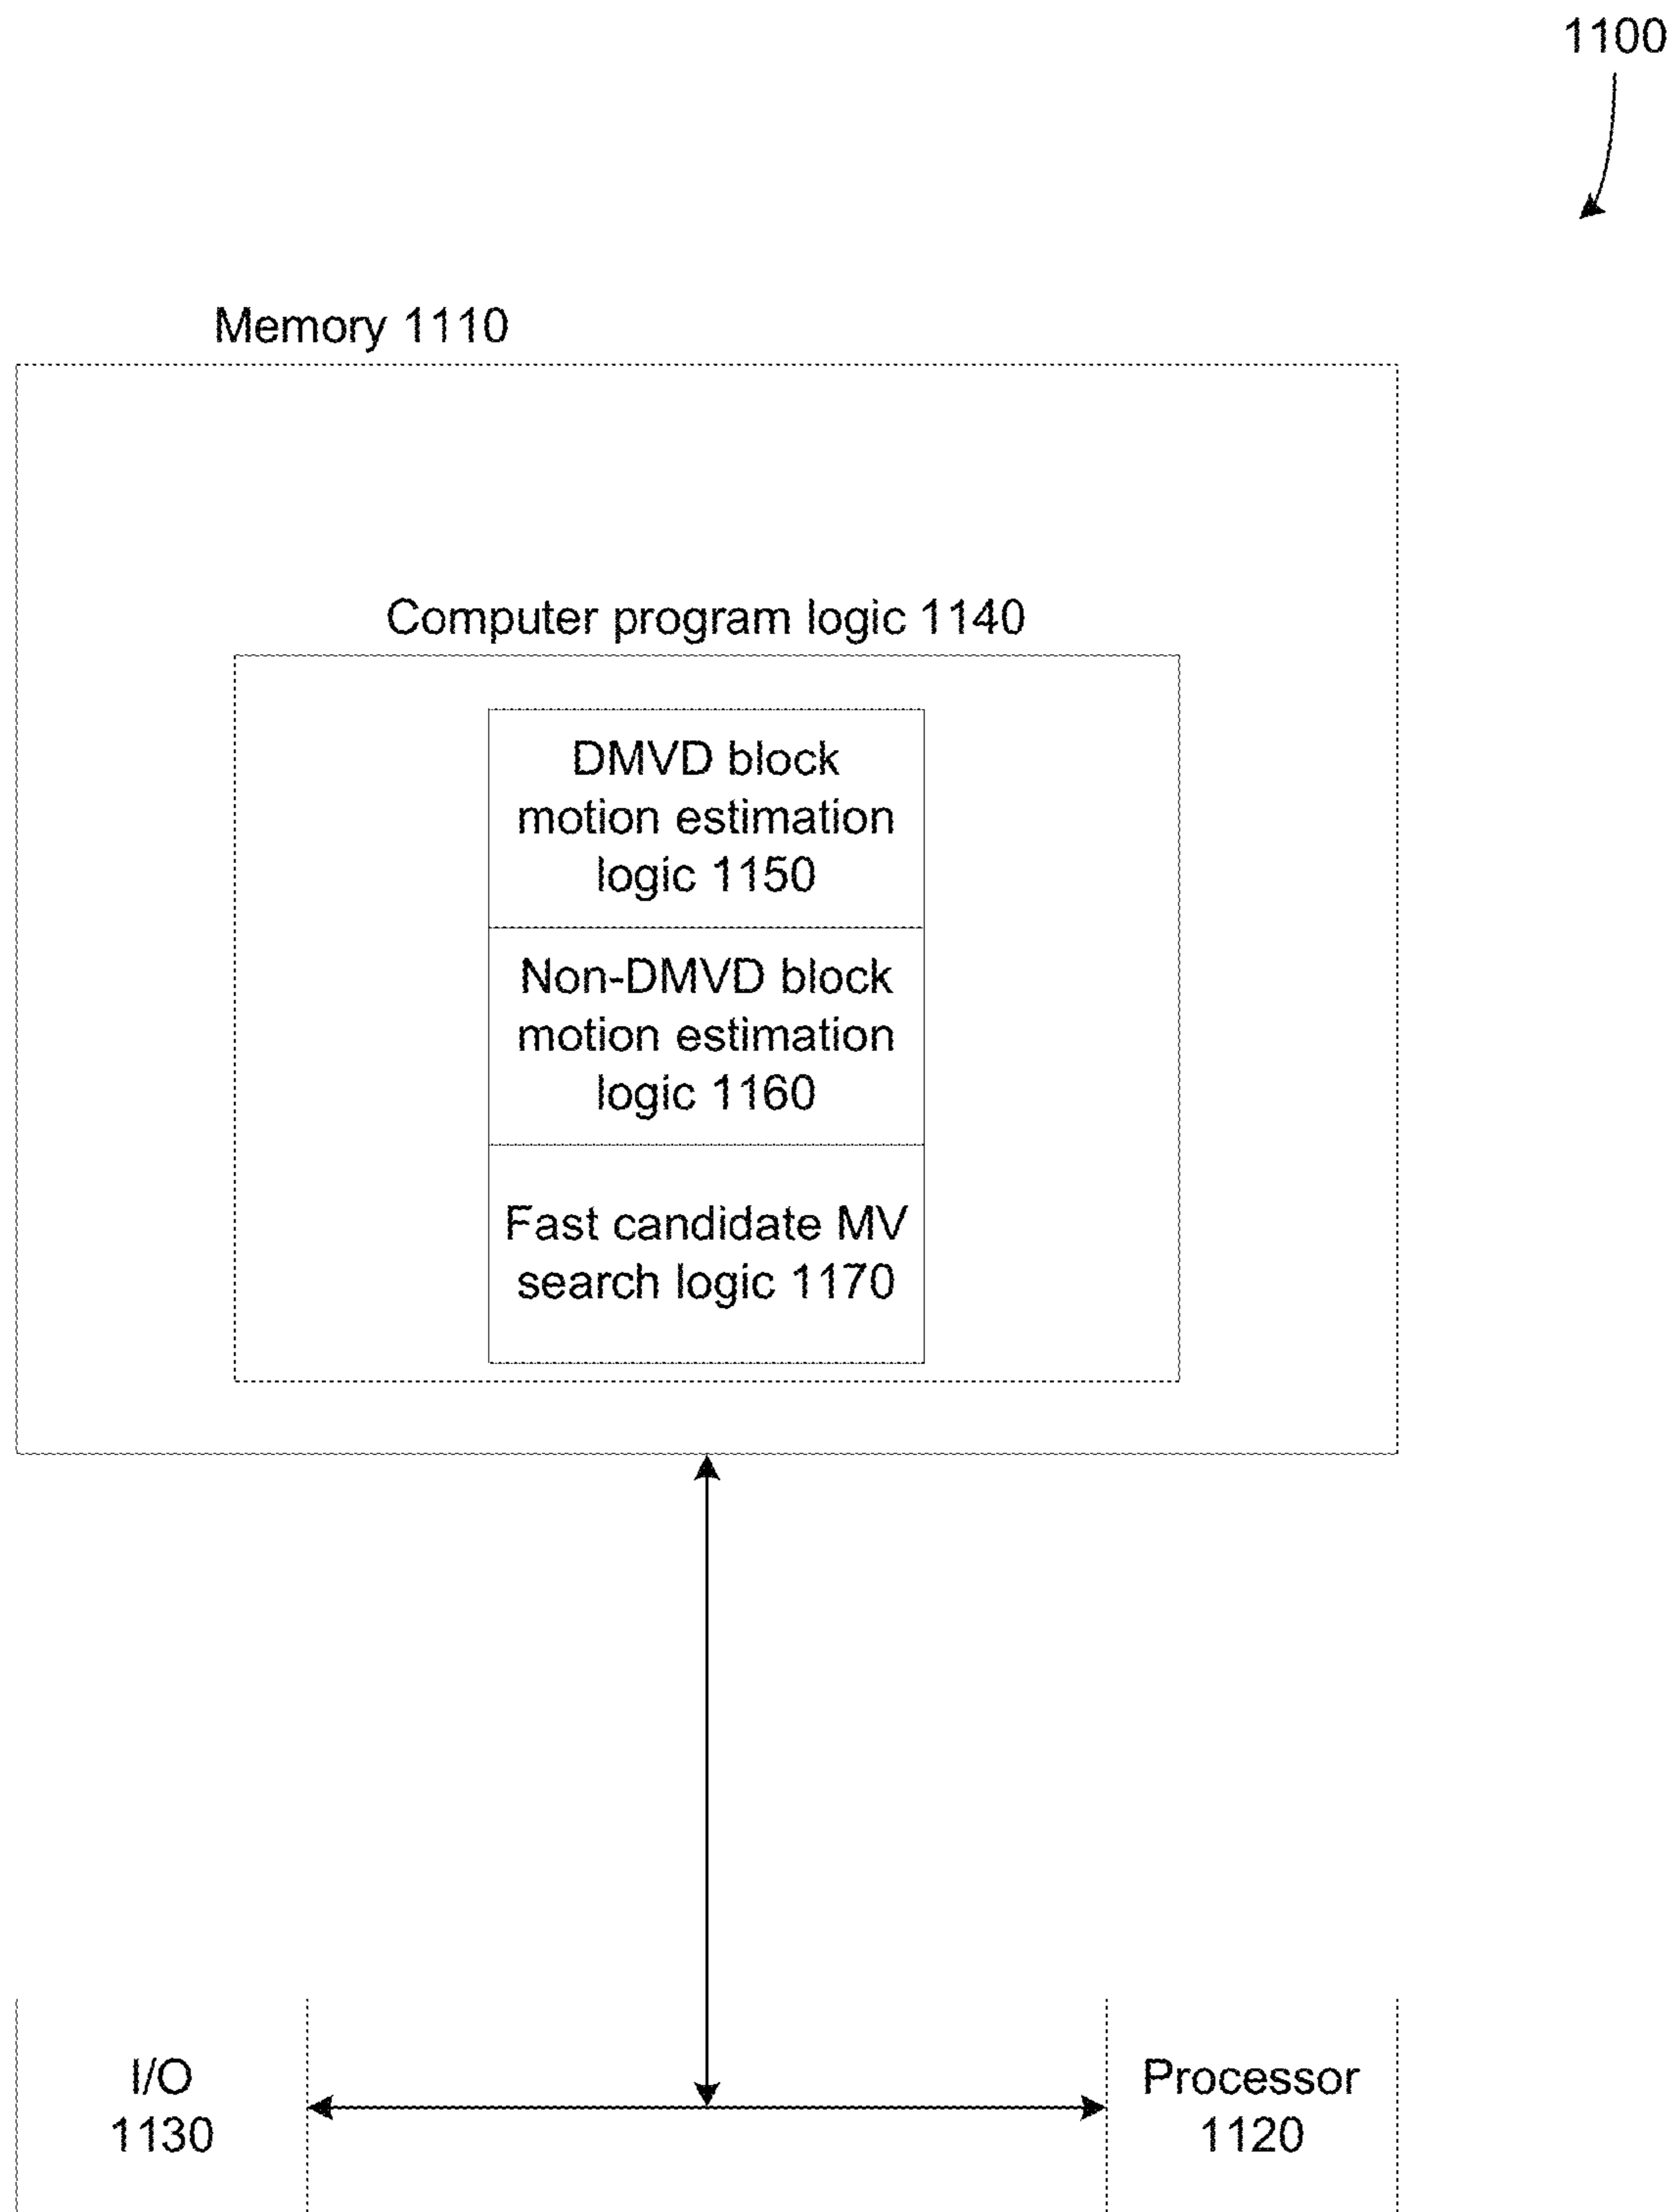 1100
Memory 1110
Computer program logic 1140
DMVD block
motion estimation
logic 1150
Non-DMVD block
motion estimation
logic 1160
Fast candidate MV
search logic 1170
I/O
1130
Processor
1120